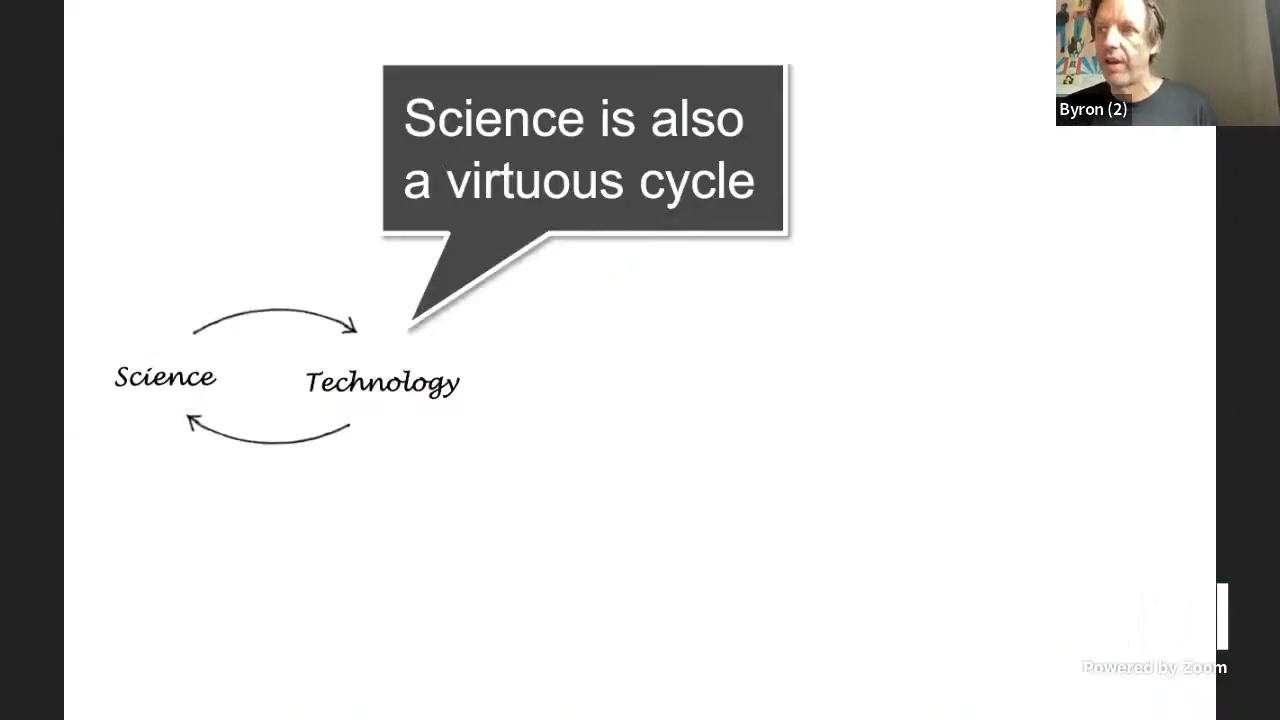 Science is also
a virtuous cycle
Byron (2)
Science
Technology
Powered by Zoom